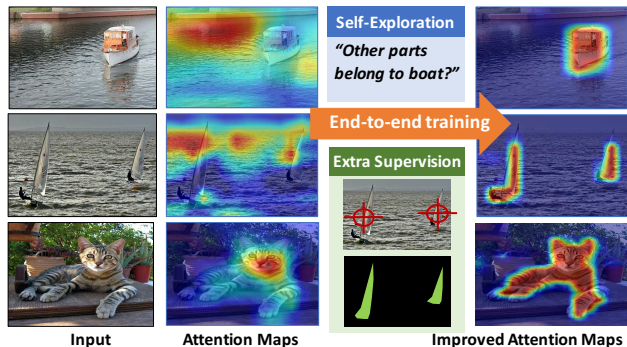 Self-Exploration
“Other parts
belong to boat?”
End-to-end training
Extra Supervision
Input
Attention Maps
Improved Attention Maps